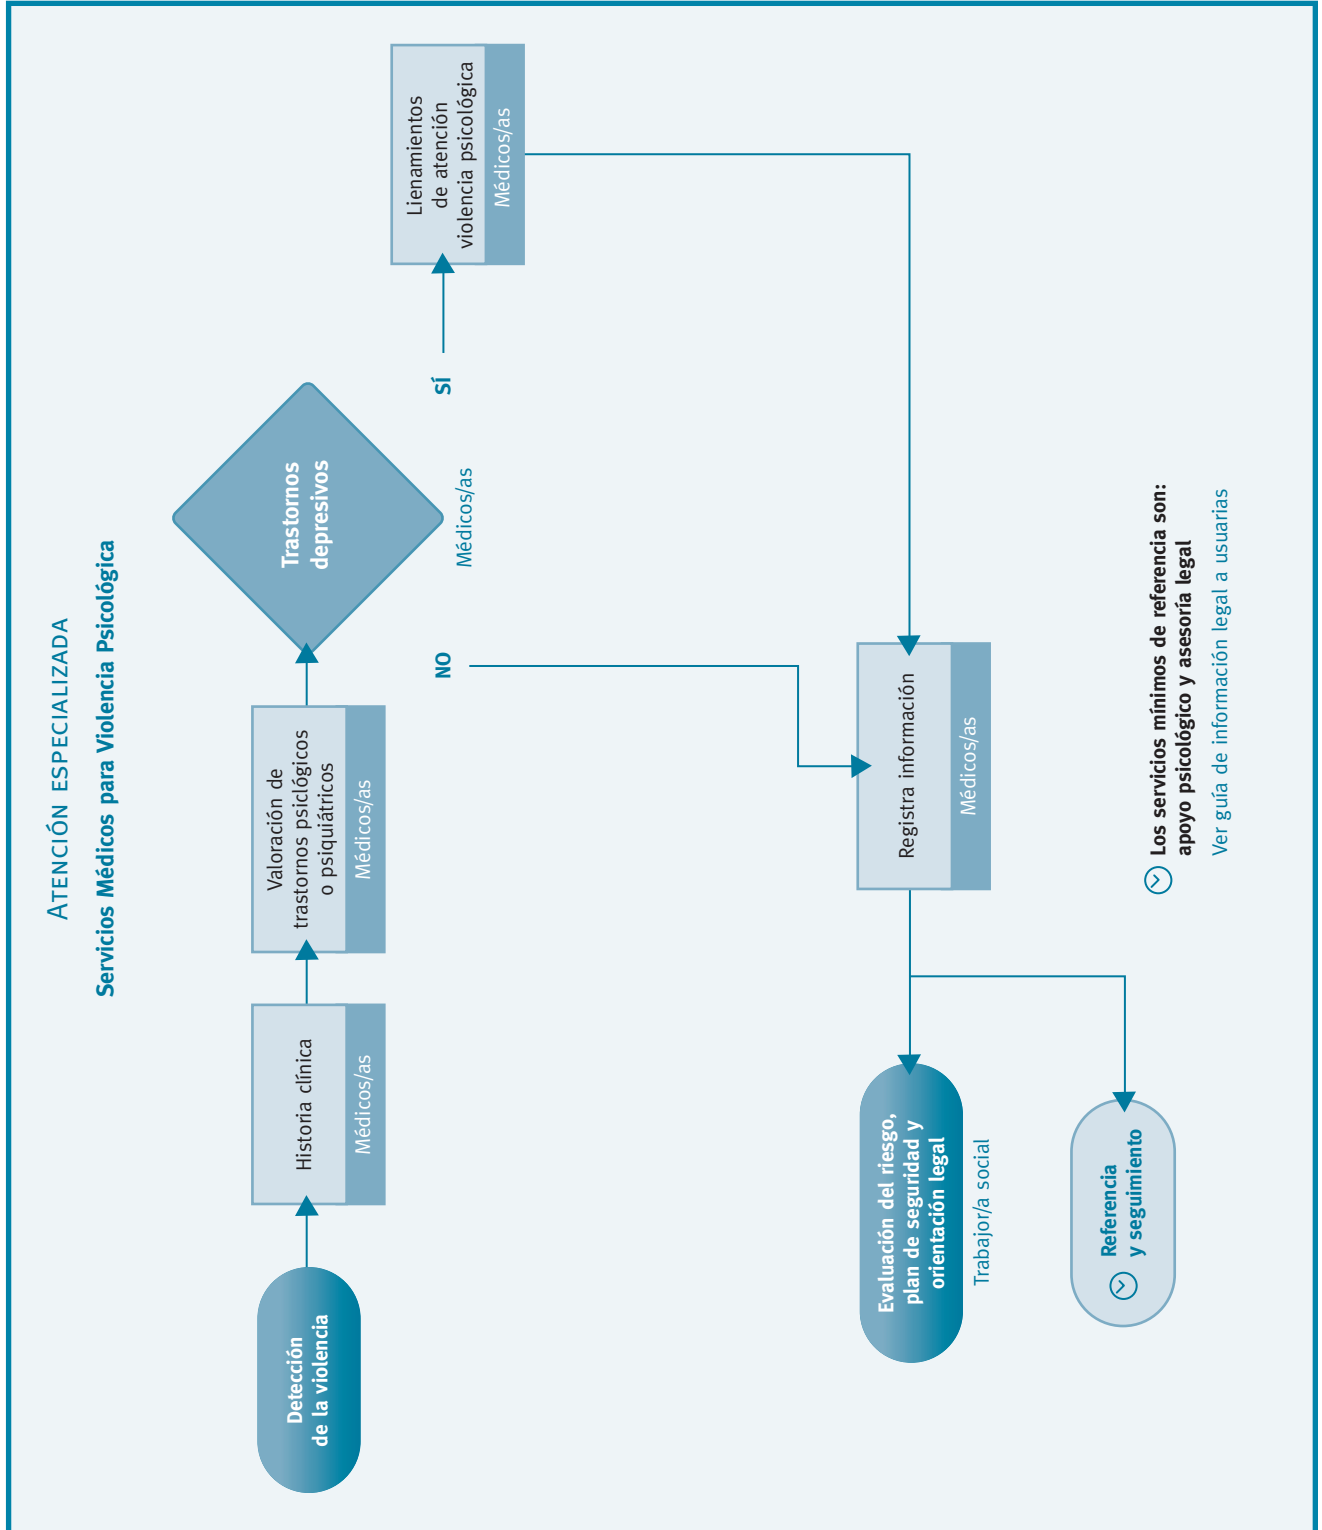 ATENCIÓN ESPECIALIZADA
Servicios Médicos para Violencia Psicológica
Detección
de la violencia
Historia clínica
Médicos/as
Valoración de
trastornos psiclógicos
o psiquiátricos
Médicos/as
Trastornos
depresivos
Médicos/as
SÍ
NO
Lienamientos
de atención
violencia psicológica
Médicos/as
Registra información
Médicos/as
Evaluación del riesgo,
plan de seguridad y
orientación legal
Trabajor/a social
Referencia
y seguimiento
Los servicios mínimos de referencia son:
apoyo psicológico y asesoría legal
Ver guía de información legal a usuarias